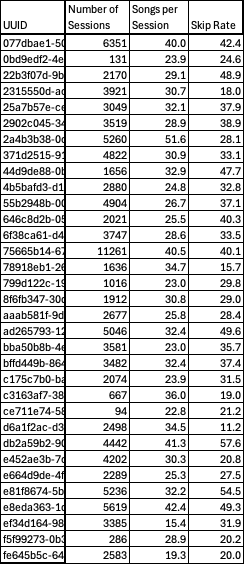 UUID Number of Sessions Songs per Session Skip Rate
077dbae1-50 6351 40.0 42.4
0bd9edf2-4e 131 23.9 24.6
22b3f07d-9b 2170 29.1 48.9
2315550d-ac 3921 30.7 18.0
25a7b57e-ce 3049 32.1 37.9
2902c045-34 3519 28.9 38.9
2a4b3b38-0c 5260 51.6 28.1
371d2515-91 4822 30.9 33.1
44d9de88-0b 1656 32.9 47.7
4b5bafd3-d1 2880 24.8 32.8
55b2948b-00 4904 26.7 37.1
646c8d2b-05 2021 25.5 40.3
6f38ca61-d4 3747 28.6 33.5
75665b14-67 11261 40.5 40.1
78918eb1-26 1636 34.7 15.7
799d122c-19 1016 23.0 29.8
8f6fb347-30c 1912 30.8 29.0
aaab581f-9d 2677 25.8 28.4
ad265793-12 5046 32.4 49.6
bba50b8b-4e 3581 23.0 35.7
bffd449b-864 3482 32.4 37.4
c175c7b0-ba 2074 23.9 31.5
c3163af7-38 667 36.0 19.0
ce711e74-58 94 22.8 21.2
d6a1f2ac-d3 2498 34.5 11.2
db2a59b2-90 4442 41.3 57.6
e452ae3b-7c 4202 30.3 20.8
e664d9de-4f 2289 25.3 27.5
e81f8674-5b 5236 32.2 54.5
e8eda363-1c 5619 42.4 49.3
ef34d164-98 3385 15.4 31.9
f5f99273-0b 286 28.9 20.2
fe645b5c-64 2583 19.3 20.0